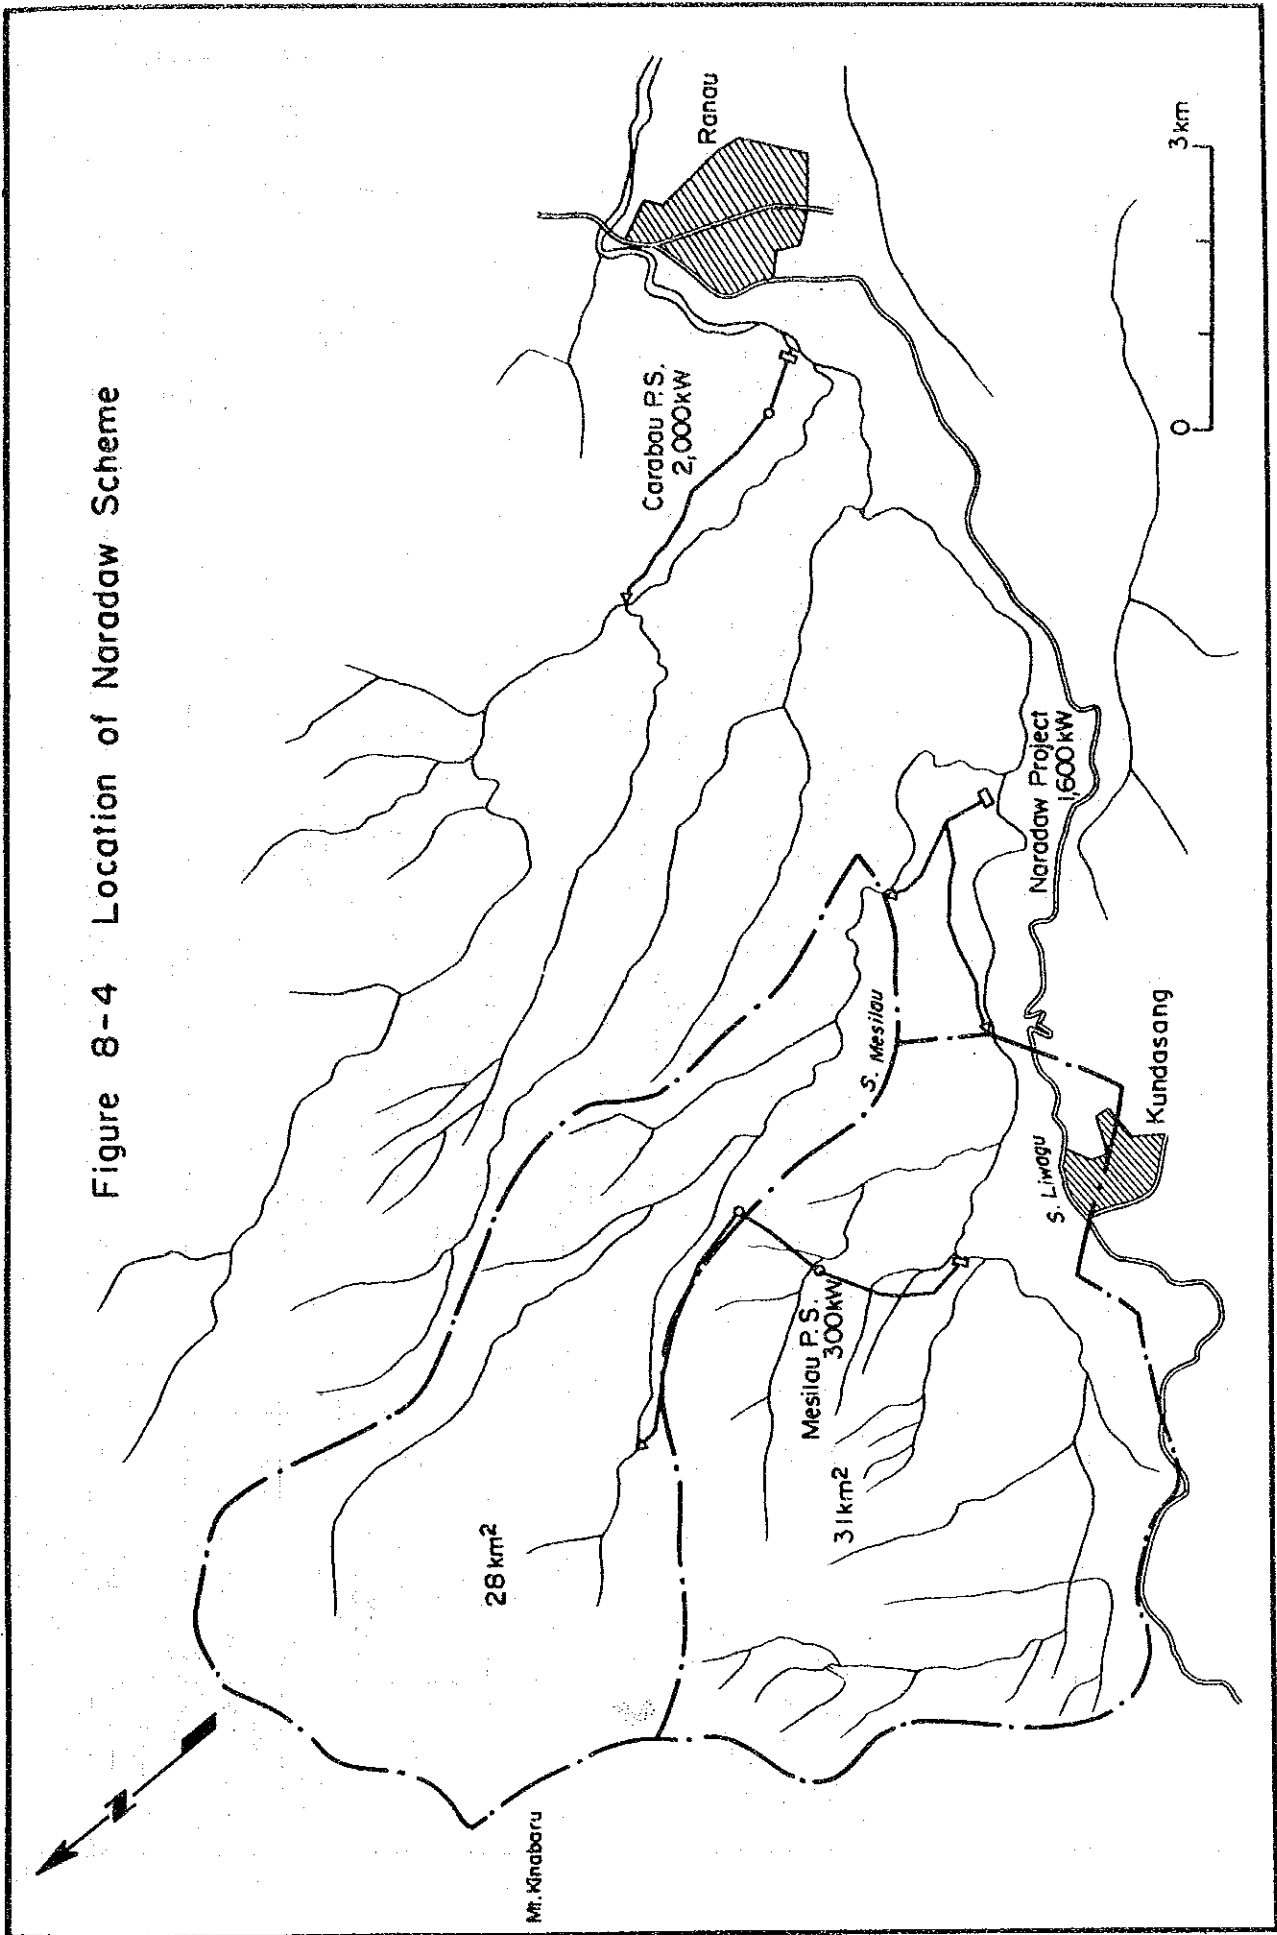 Figure 8-4 Location of Naradaw Scheme
Ranau
Carabau P.S.
2,000kW
3km
0
Naradaw Project
1,600kW
S. Mesilau
Kundasang
S. Liwagu
Mesilau P.S.
300kW
31km²
28km²
N
Mt. Kinabaru